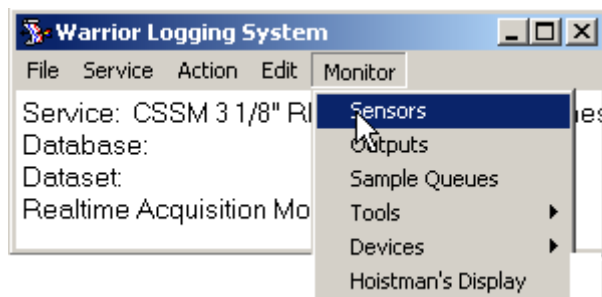 Warrior Logging System
File Service Action Edit Monitor
Service: CSSM 3 1/8"
Database:
Dataset:
Realtime Acquisition
Sensors
Outputs
Sample Queues
Tools
Devices
Hoistman's Display